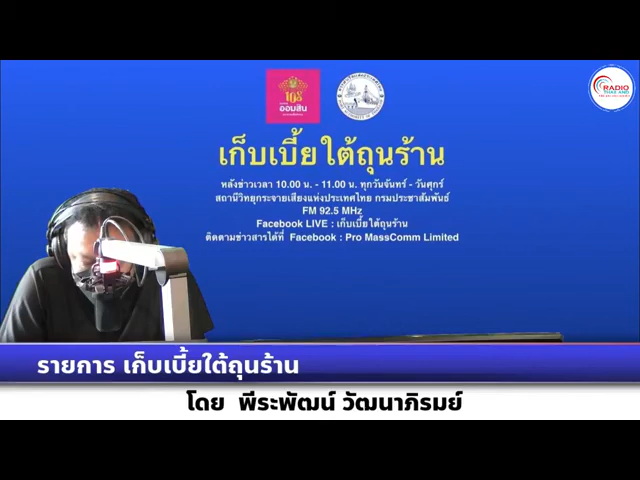 RADIO
THAILAND
ออมสิน
เก็บเบี้ยใต้ถุนร้าน
หลังข่าวเวลา 10.00 น. - 11.00 น. ทุกวันจันทร์ - วันศุกร์
สถานีวิทยุกระจายเสียงแห่งประเทศไทย กรมประชาสัมพันธ์
FM 92.5 MHz
Facebook LIVE : เก็บเบี้ยใต้ถุนร้าน
ติดตามข่าวสารได้ที่ Facebook : Pro MassComm Limited
รายการ เก็บเบี้ยใต้ถุนร้าน
โดย พีระพัฒน์ วัฒนาภิรมย์